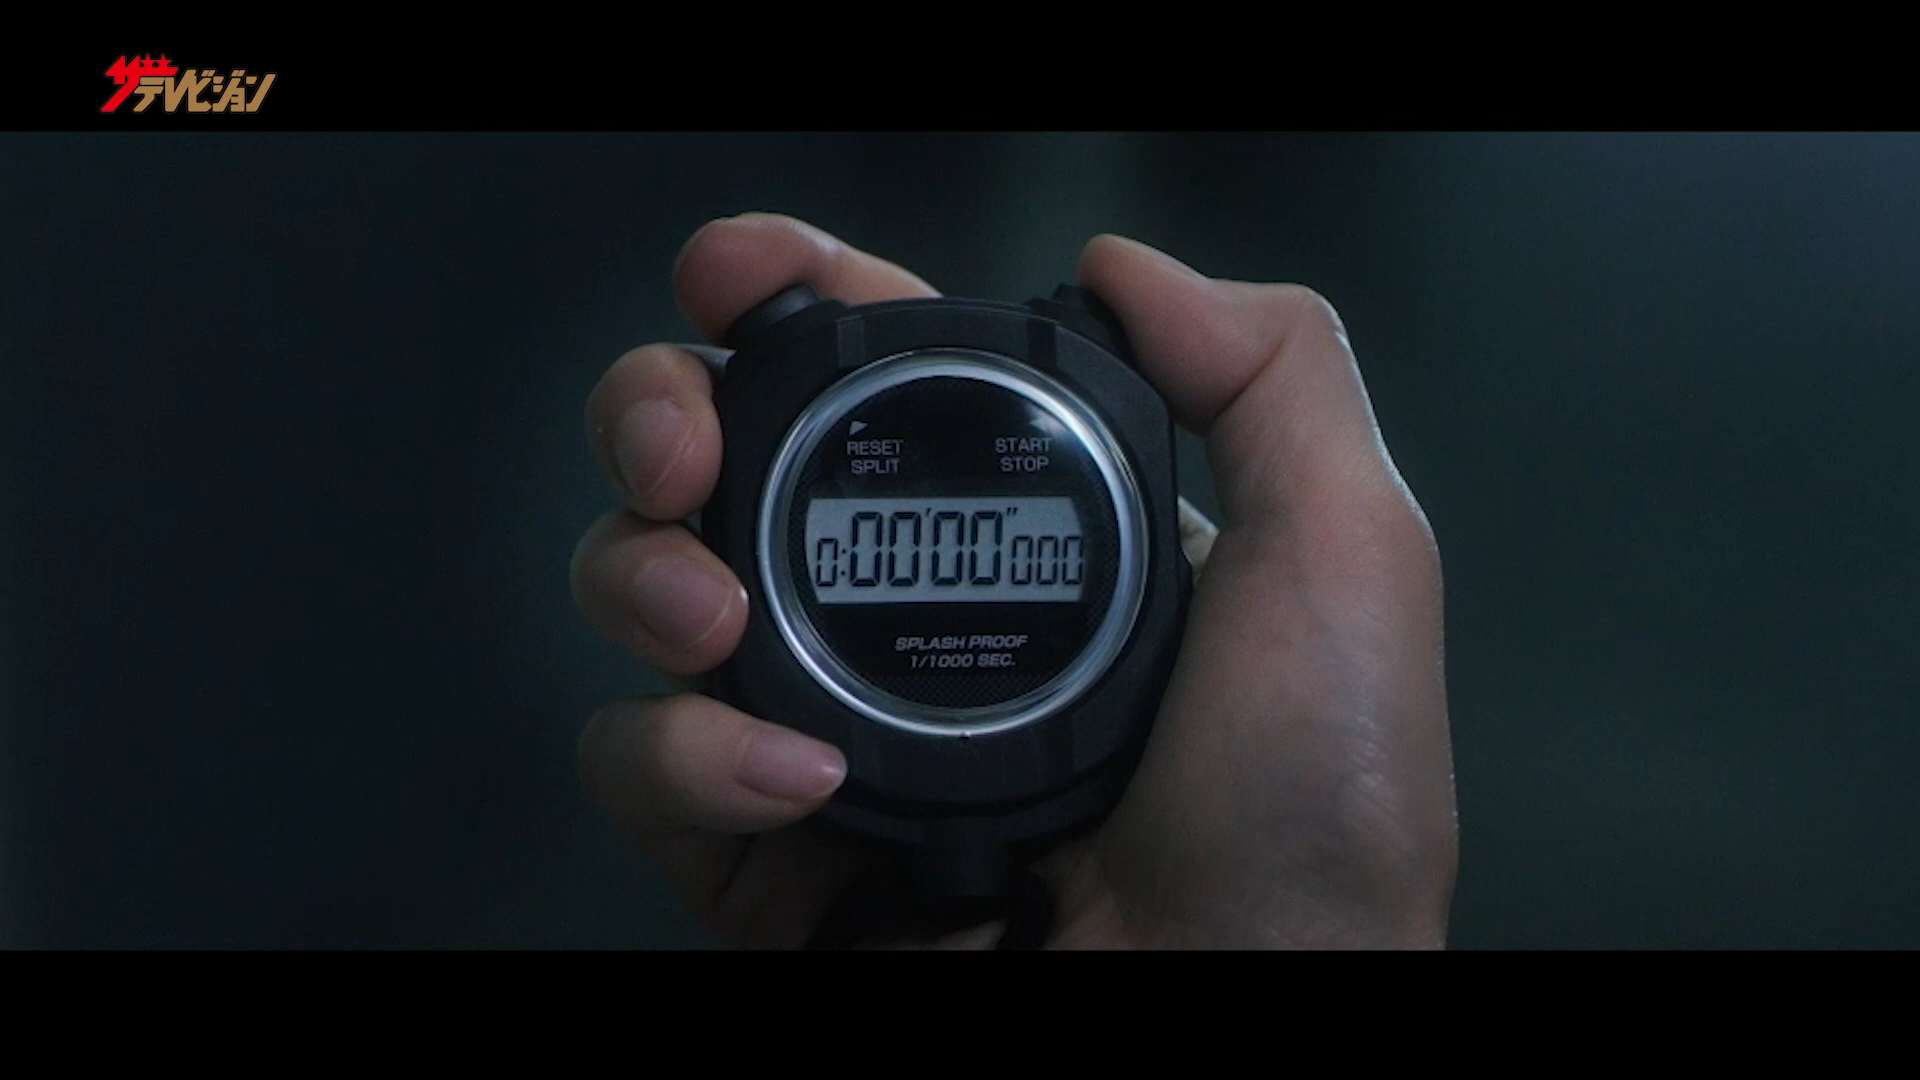 ザテレビジョン
RESET START
SPLIT STOP
0:00'00"000
SPLASH PROOF
1/1000 SEC.